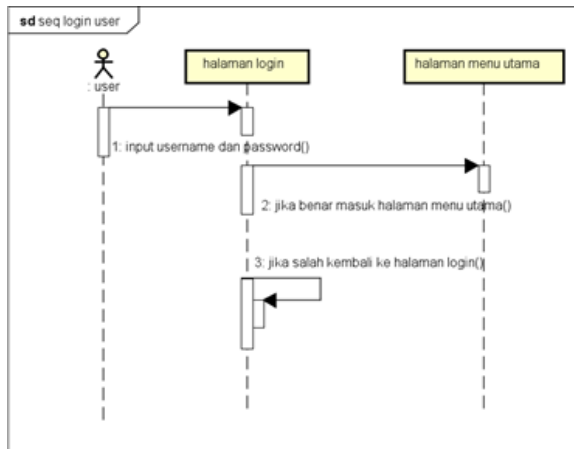 sd seq login user
: user
halaman login
halaman menu utama
1: input username dan password()
2: jika benar masuk halaman menu utama()
3: jika salah kembali ke halaman login()